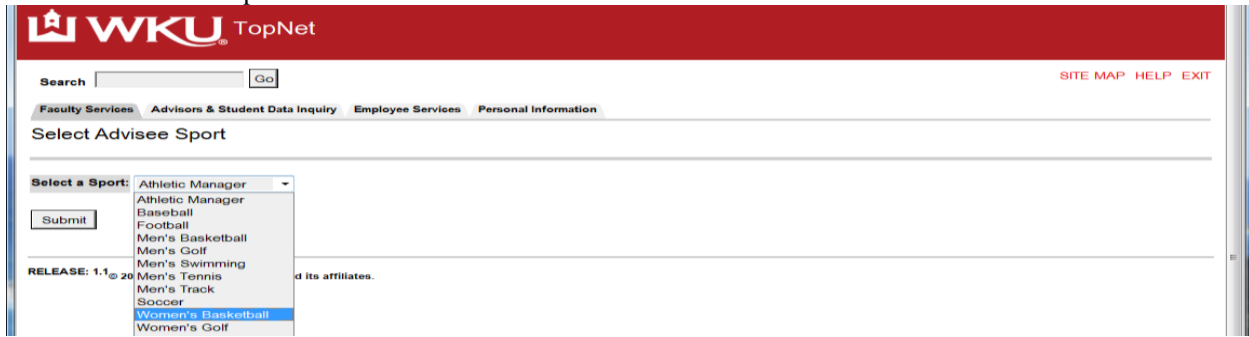 WKU® TopNet
Search Go SITE MAP HELP EXIT
Faculty Services Advisors & Student Data Inquiry Employee Services Personal Information
Select Advisee Sport
Select a Sport: Athletic Manager
Athletic Manager
Baseball
Submit
Football
Men's Basketball
Men's Golf
Men's Swimming
RELEASE: 1.1 © 20 Men's Tennis d its affiliates.
Men's Track
Soccer
Women's Basketball
Women's Golf